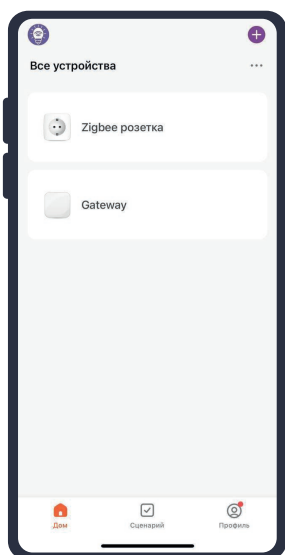 Все устройства
Zigbee розетка
Gateway
Дом
Сценарий
Профиль